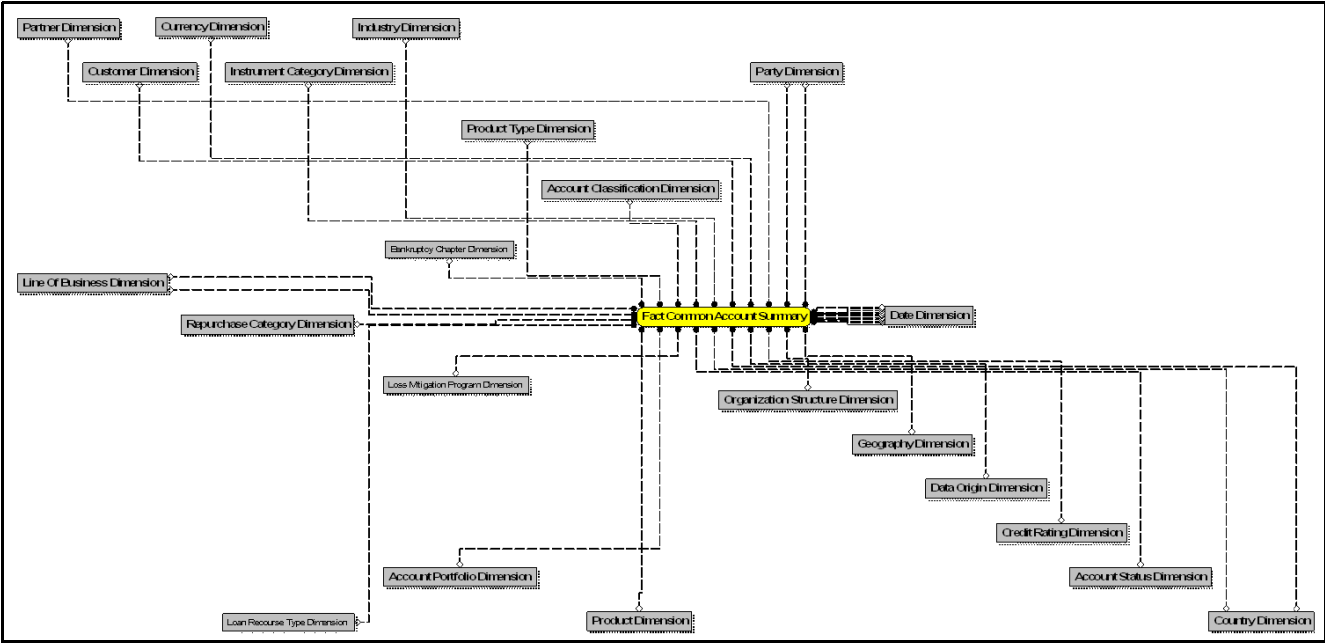 Partner Dimension
Currency Dimension
Industry Dimension
Customer Dimension
Instrument Category Dimension
Party Dimension
Product Type Dimension
Account Classification Dimension
Bankruptcy Chapter Dimension
Line Of Business Dimension
Repurchase Category Dimension
Fact Common Account Summary
Date Dimension
Loss Mitigation Program Dimension
Organization Structure Dimension
Geography Dimension
Data Origin Dimension
Credit Rating Dimension
Account Portfolio Dimension
Account Status Dimension
Loan Recourse Type Dimension
Product Dimension
Country Dimension